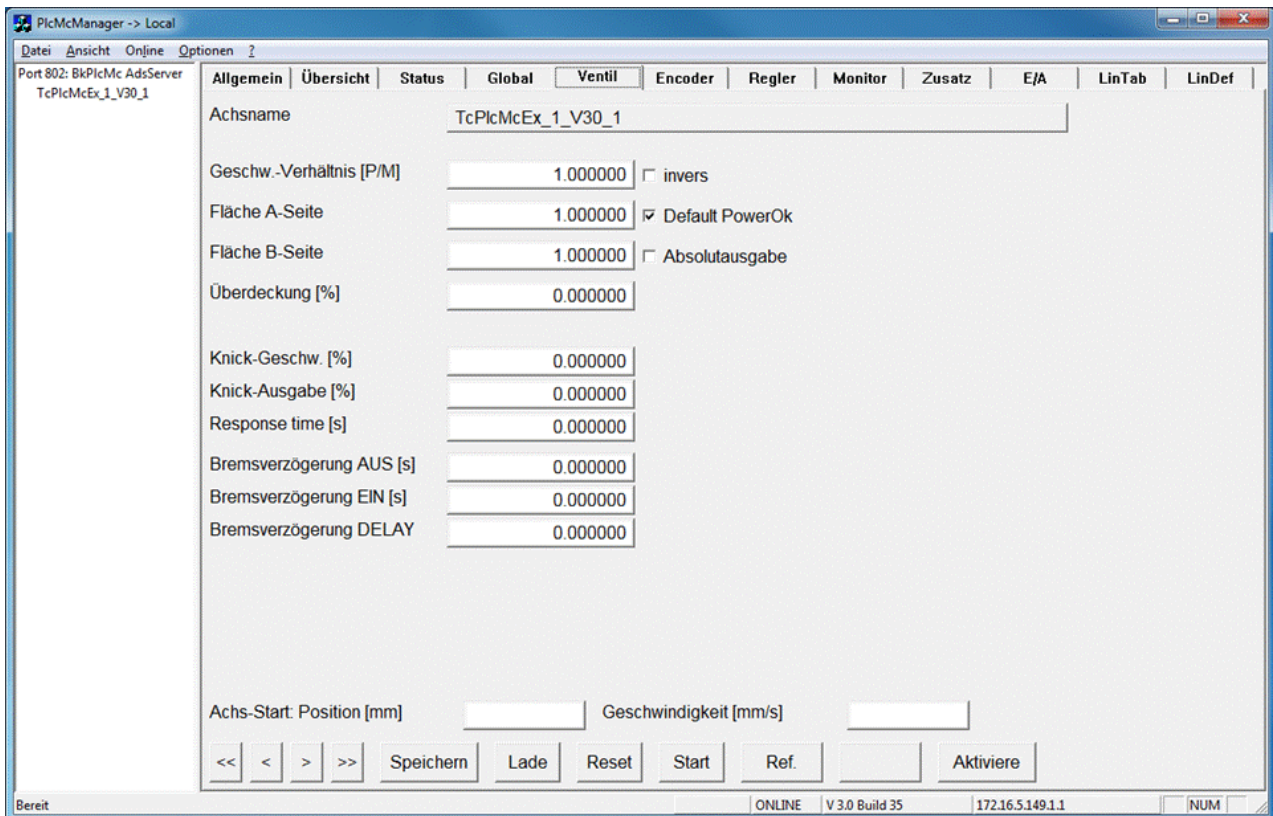 PlcMcManager -> Local
Datei Ansicht Online Optionen ?
Port 802: BkPlcMc AdsServer
TcPlcMcEx_1_V30_1
Allgemein Übersicht Status Global Ventil Encoder Regler Monitor Zusatz E/A LinTab LinDef
Achsname TcPlcMcEx_1_V30_1
Geschw.-Verhältnis [P/M] 1.000000 invers
Fläche A-Seite 1.000000 Default PowerOk
Fläche B-Seite 1.000000 Absolutausgabe
Überdeckung [%] 0.000000
Knick-Geschw. [%] 0.000000
Knick-Ausgabe [%] 0.000000
Response time [s] 0.000000
Bremsverzögerung AUS [s] 0.000000
Bremsverzögerung EIN [s] 0.000000
Bremsverzögerung DELAY 0.000000
Achs-Start: Position [mm] Geschwindigkeit [mm/s]
<< < > >> Speichern Lade Reset Start Ref. Aktiviere
Bereit ONLINE V 3.0 Build 35 172.16.5.149.1.1 NUM